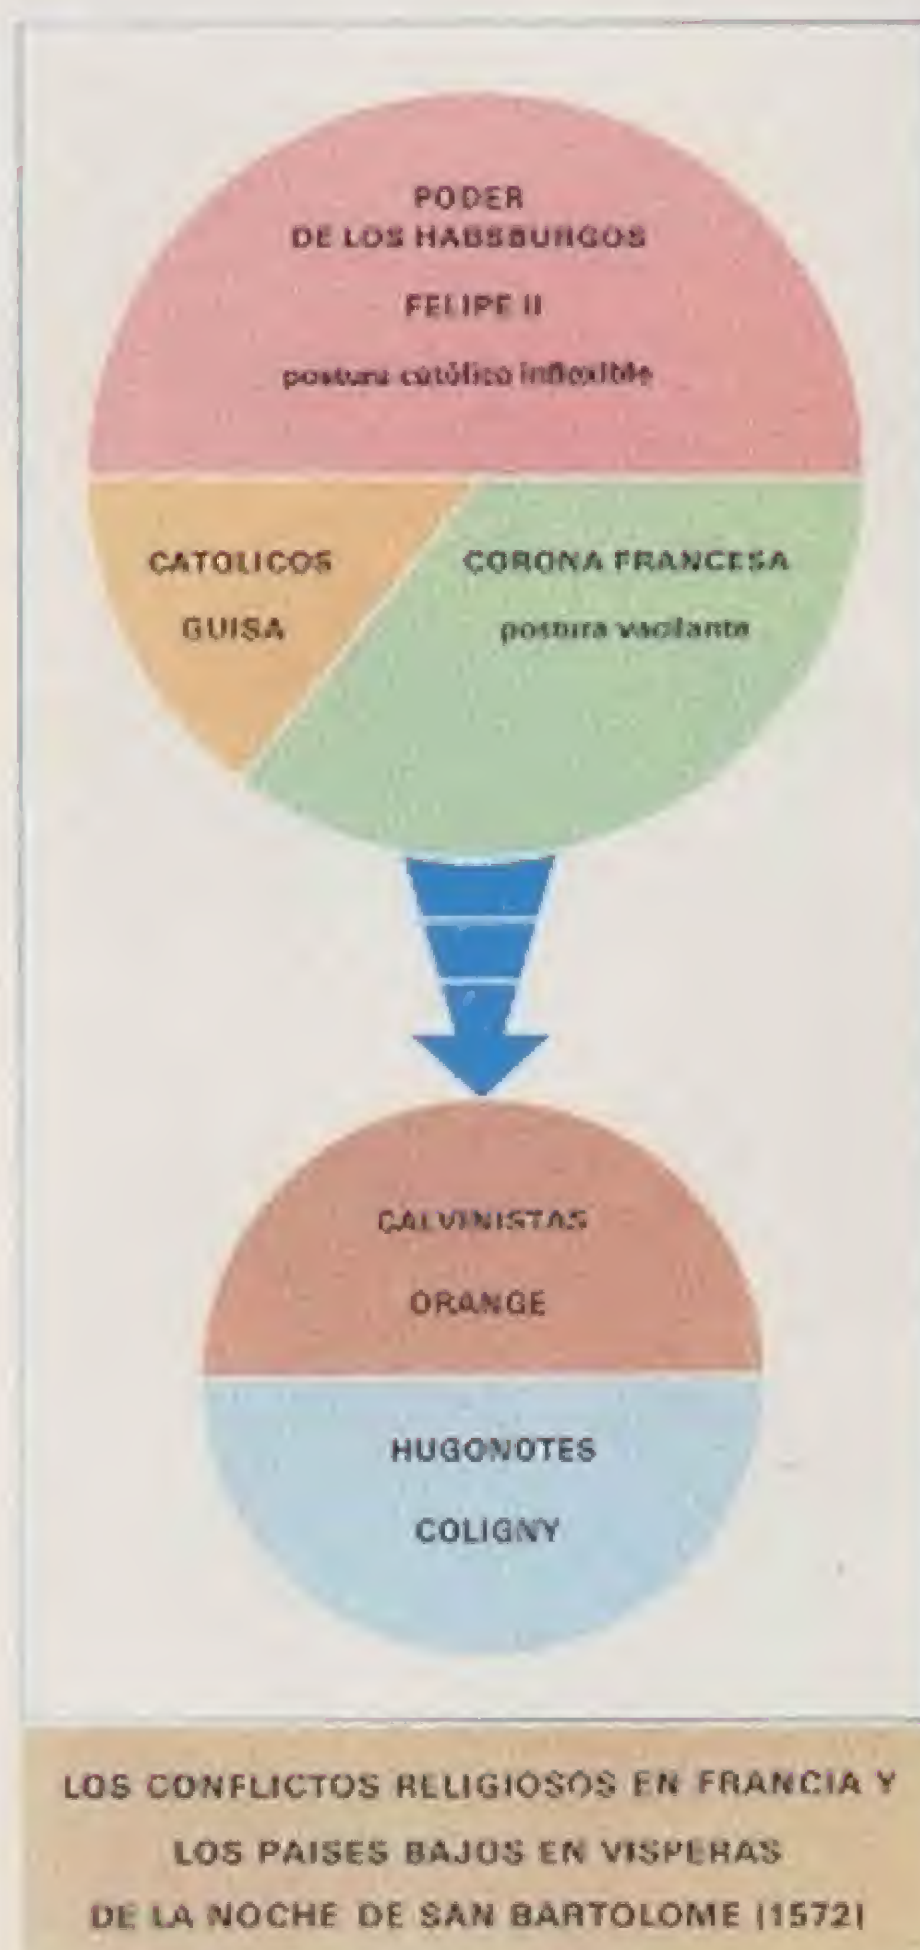 PODER
DE LOS HABSBURGOS
FELIPE II
postura católico inflexible
CATOLICOS
GUISA
CORONA FRANCESA
postura vacilante
CALVINISTAS
ORANGE
HUGONOTES
COLIGNY
LOS CONFLICTOS RELIGIOSOS EN FRANCIA Y
LOS PAISES BAJOS EN VISPERAS
DE LA NOCHE DE SAN BARTOLOME (1572)